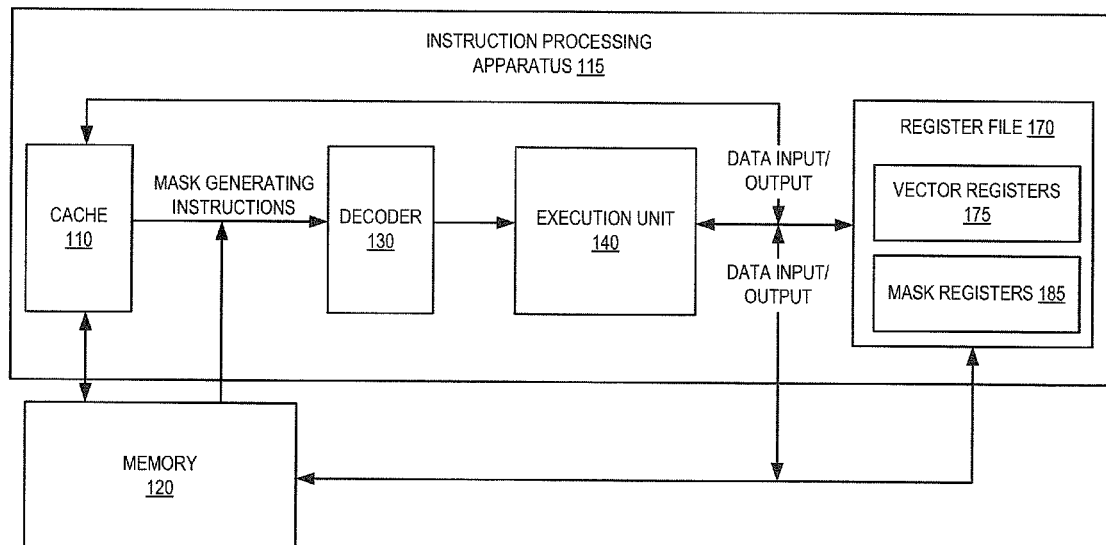 INSTRUCTION PROCESSING
APPARATUS 115
REGISTER FILE 170
DATA INPUT/
OUTPUT
MASK GENERATING
INSTRUCTIONS
VECTOR REGISTERS
175
CACHE
110
DECODER
130
EXECUTION UNIT
140
DATA INPUT/
OUTPUT
MASK REGISTERS 185
MEMORY
120